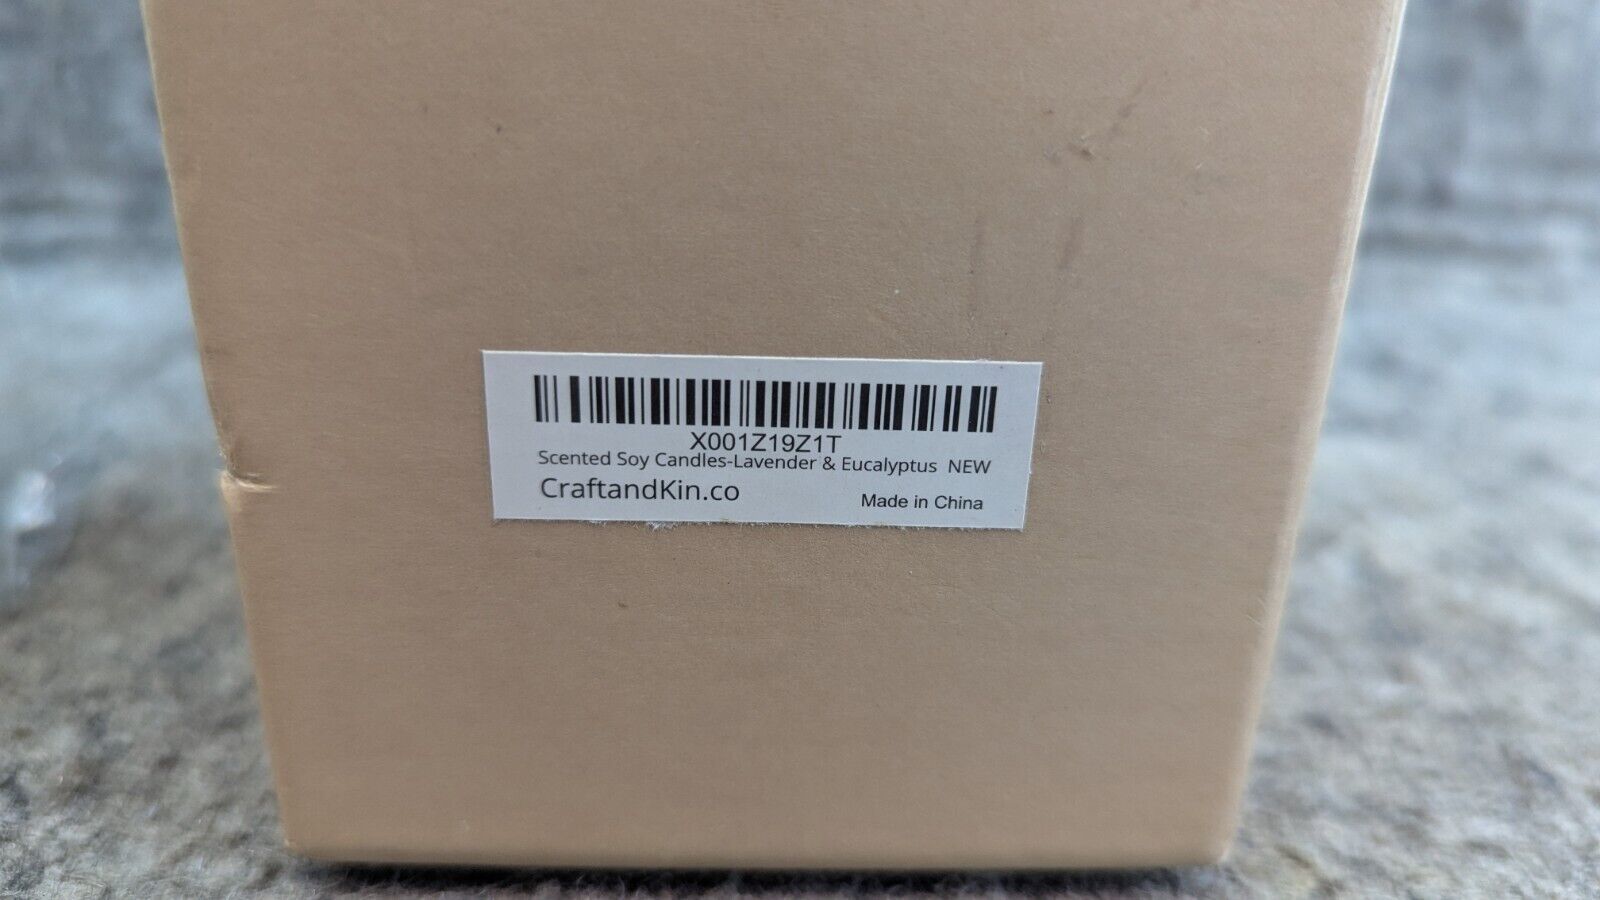 X001Z19Z1T
Scented Soy Candles-Lavender & Eucalyptus NEW
CraftandKin.co
Made in China